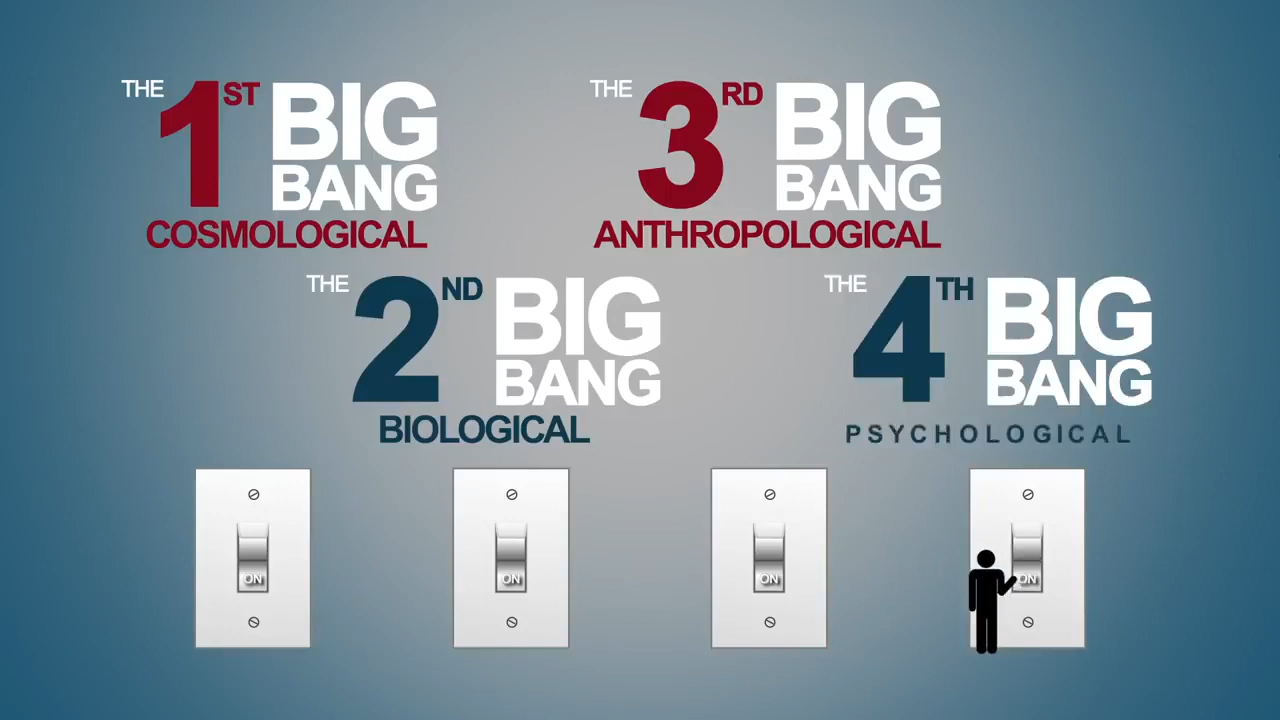 THE 1ST BIG
BANG
COSMOLOGICAL
THE 3RD BIG
BANG
ANTHROPOLOGICAL
THE 2ND BIG
BANG
BIOLOGICAL
THE 4TH BIG
BANG
PSYCHOLOGICAL
ON
ON
ON
ON